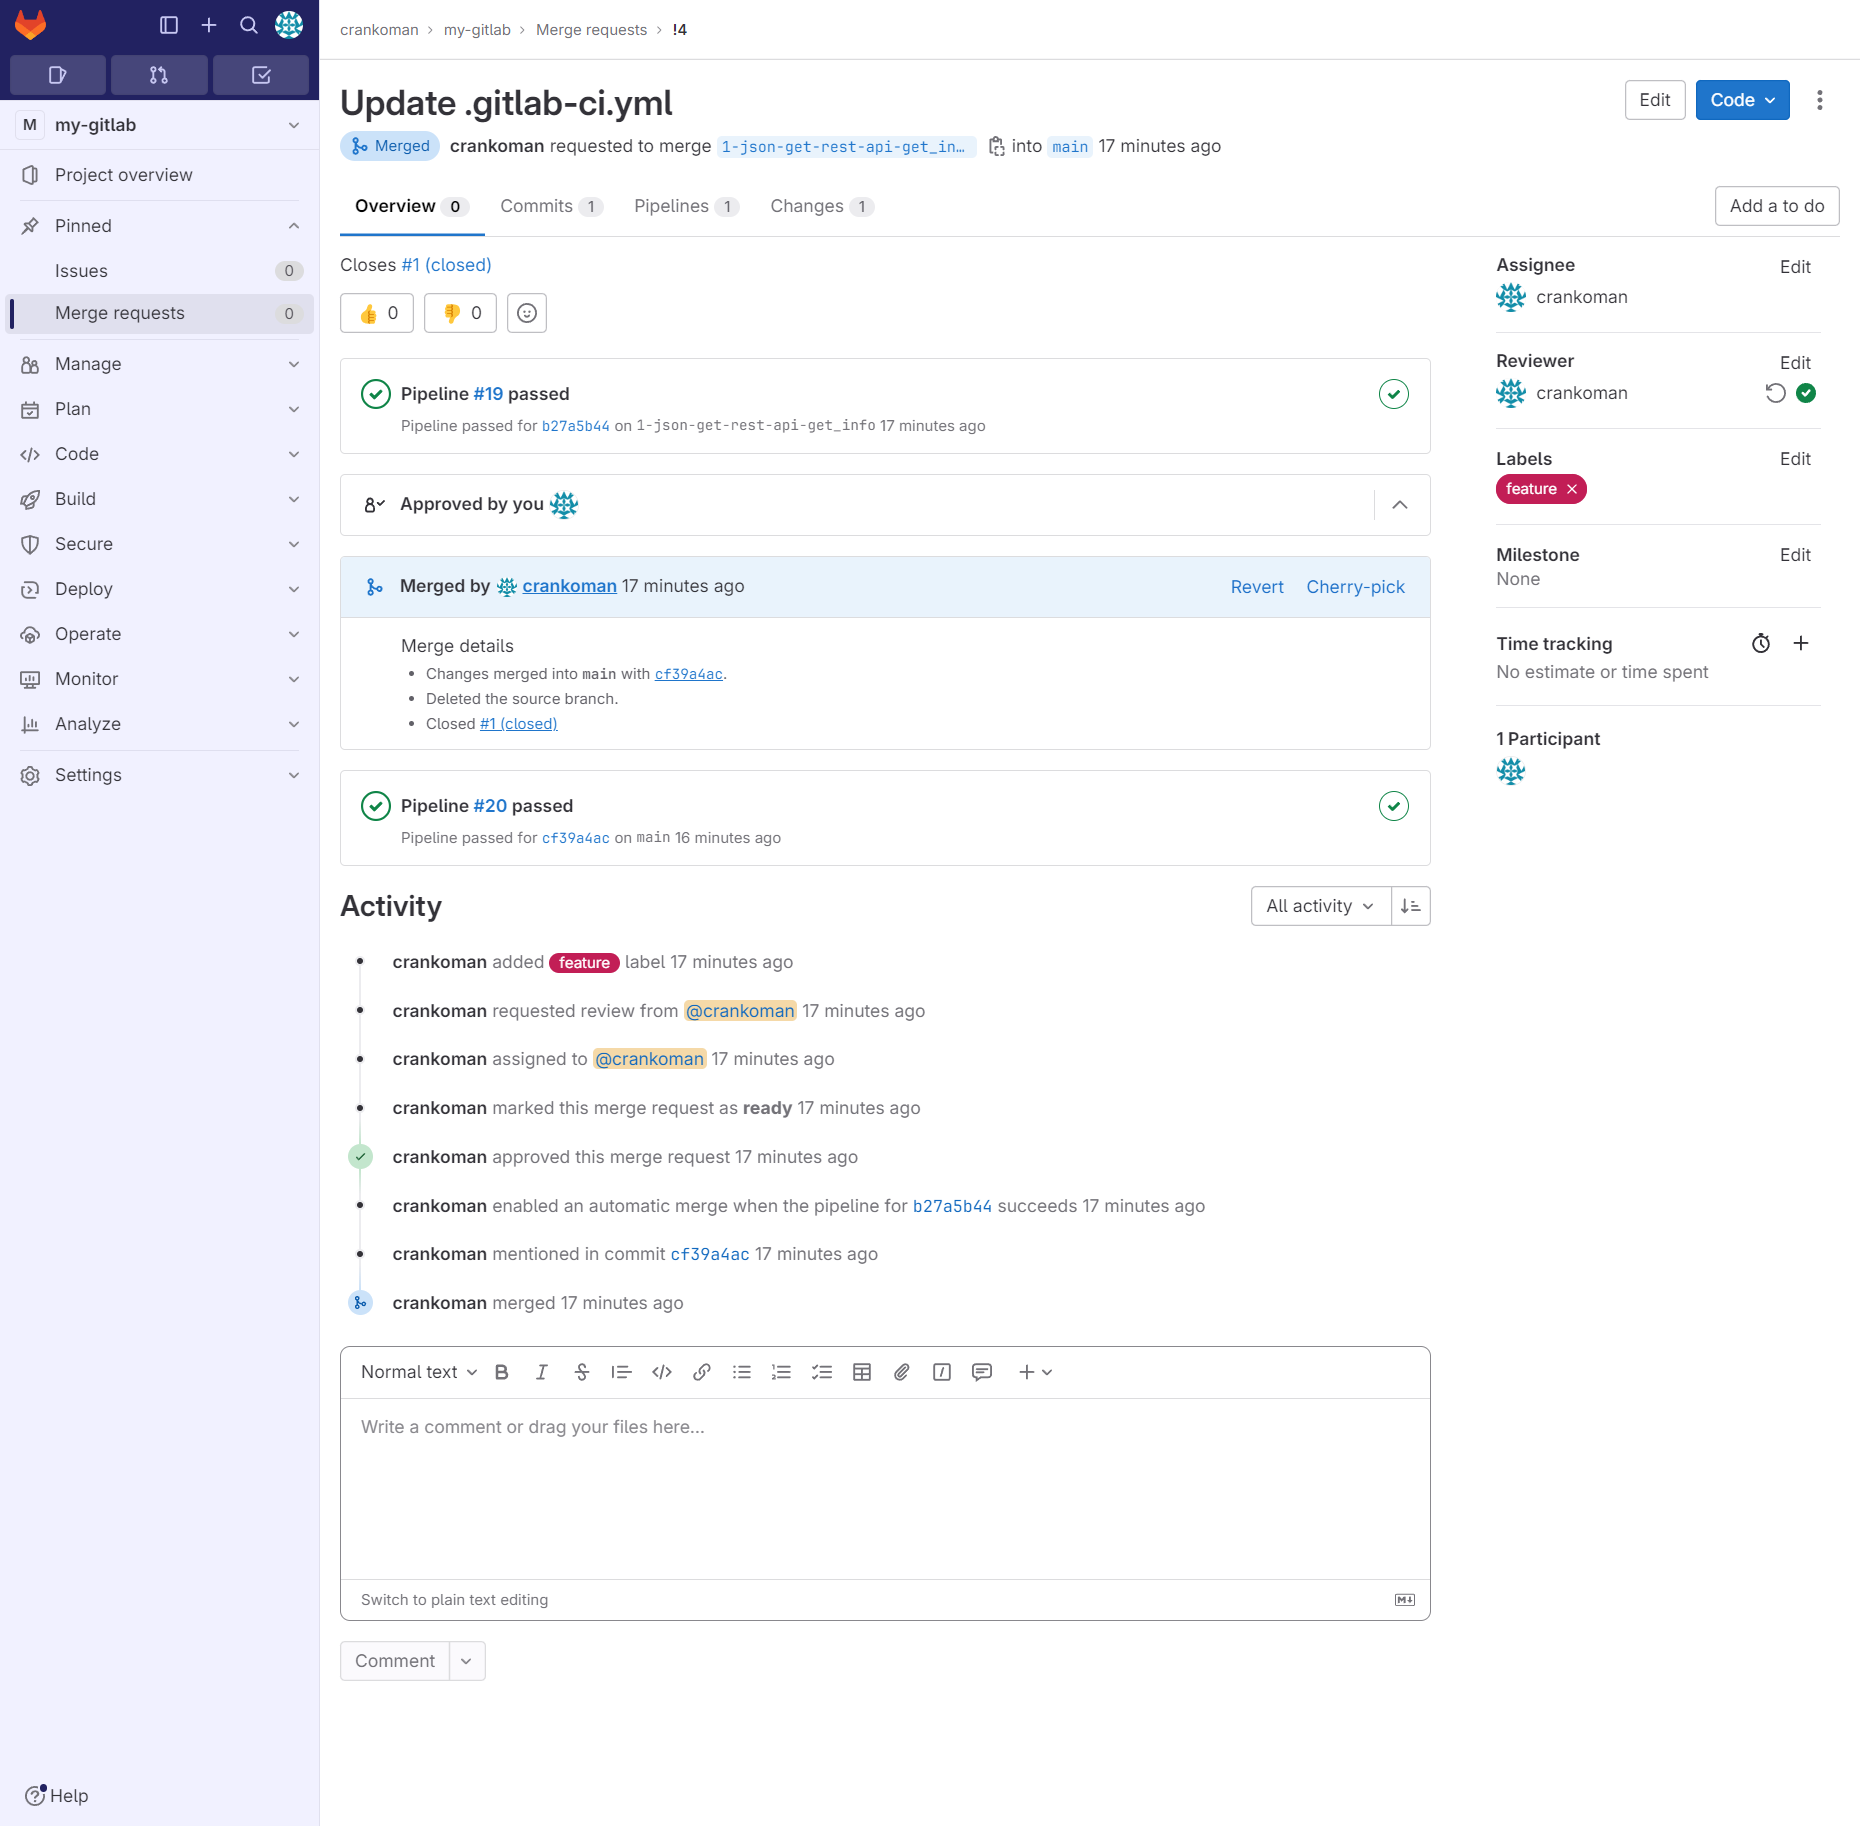 crankoman › my-gitlab › Merge requests › !4
M my-gitlab
Project overview
Pinned
Issues 0
Merge requests 0
Manage
Plan
Code
Build
Secure
Deploy
Operate
Monitor
Analyze
Settings
Help
Update .gitlab-ci.yml
Edit
Code
Merged crankoman requested to merge 1-json-get-rest-api-get_in… into main 17 minutes ago
Overview 0 Commits 1 Pipelines 1 Changes 1
Add a to do
Closes #1 (closed)
👍 0 👎 0
Pipeline #19 passed
Pipeline passed for b27a5b44 on 1-json-get-rest-api-get_info 17 minutes ago
Approved by you
Merged by crankoman 17 minutes ago
Revert Cherry-pick
Merge details
• Changes merged into main with cf39a4ac.
• Deleted the source branch.
• Closed #1 (closed)
Pipeline #20 passed
Pipeline passed for cf39a4ac on main 16 minutes ago
Activity
All activity
crankoman added feature label 17 minutes ago
crankoman requested review from @crankoman 17 minutes ago
crankoman assigned to @crankoman 17 minutes ago
crankoman marked this merge request as ready 17 minutes ago
crankoman approved this merge request 17 minutes ago
crankoman enabled an automatic merge when the pipeline for b27a5b44 succeeds 17 minutes ago
crankoman mentioned in commit cf39a4ac 17 minutes ago
crankoman merged 17 minutes ago
Normal text
Write a comment or drag your files here…
Switch to plain text editing
Comment
Assignee Edit
crankoman
Reviewer Edit
crankoman
Labels Edit
feature ×
Milestone Edit
None
Time tracking
No estimate or time spent
1 Participant